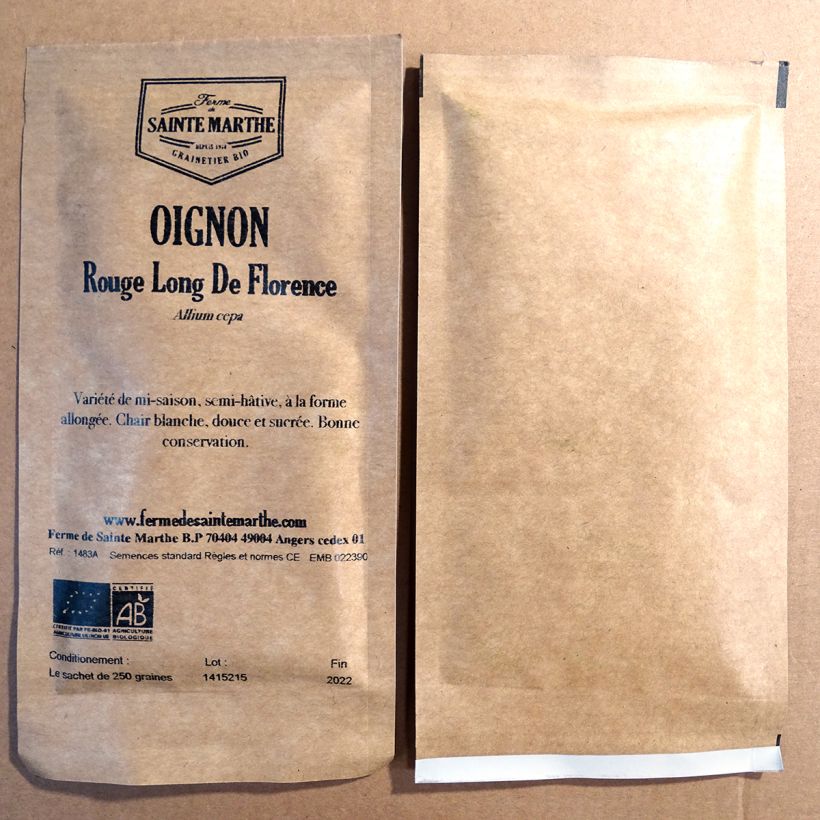 Ferme
de
SAINTE MARTHE
DEPUIS 1974
GRAINETIER BIO
OIGNON
Rouge Long De Florence
Allium cepa
Variété de mi-saison, semi-hâtive, à la forme
allongée. Chair blanche, douce et sucrée. Bonne
conservation.
www.fermedesaintemarthe.com
Ferme de Sainte Marthe B.P 70404 49004 Angers cedex 01
Réf. : 1483A Semences standard Règles et normes CE EMB 022390
CERTIFIÉ
AB
AGRICULTURE
BIOLOGIQUE
Conditionement : Lot : Fin
Le sachet de 250 graines 1415215 2022